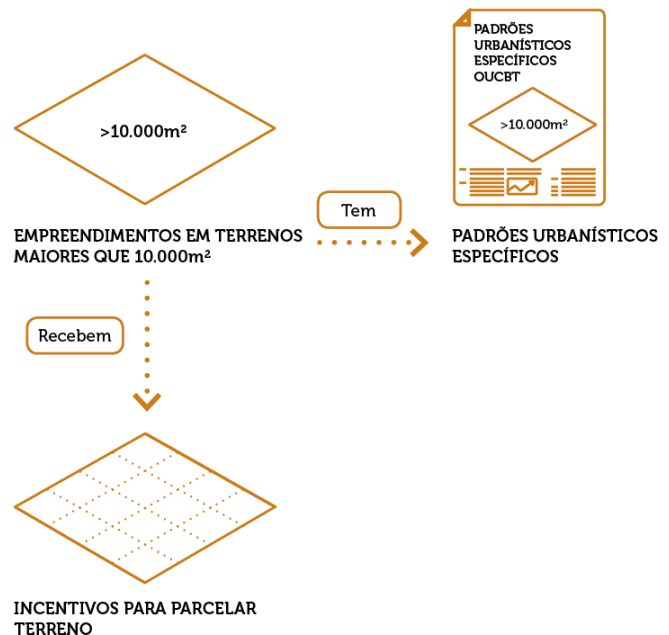 PADRÕES
URBANÍSTICOS
ESPECÍFICOS
OUCBT
>10.000m²
>10.000m²
Tem
EMPREENDIMENTOS EM TERRENOS
MAIORES QUE 10.000m²
PADRÕES URBANÍSTICOS
ESPECÍFICOS
Recebem
INCENTIVOS PARA PARCELAR
TERRENO